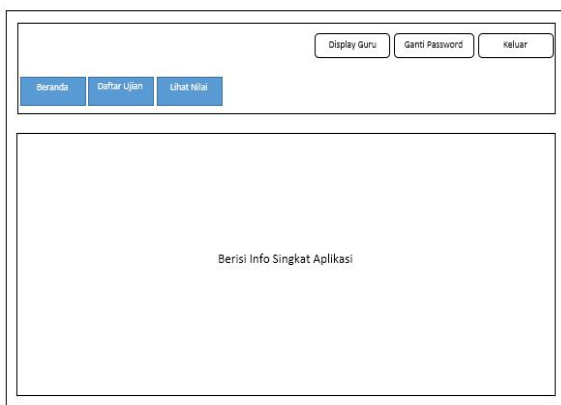 Display Guru
Ganti Password
Keluar
Beranda
Daftar Ujian
Lihat Nilai
Berisi Info Singkat Aplikasi